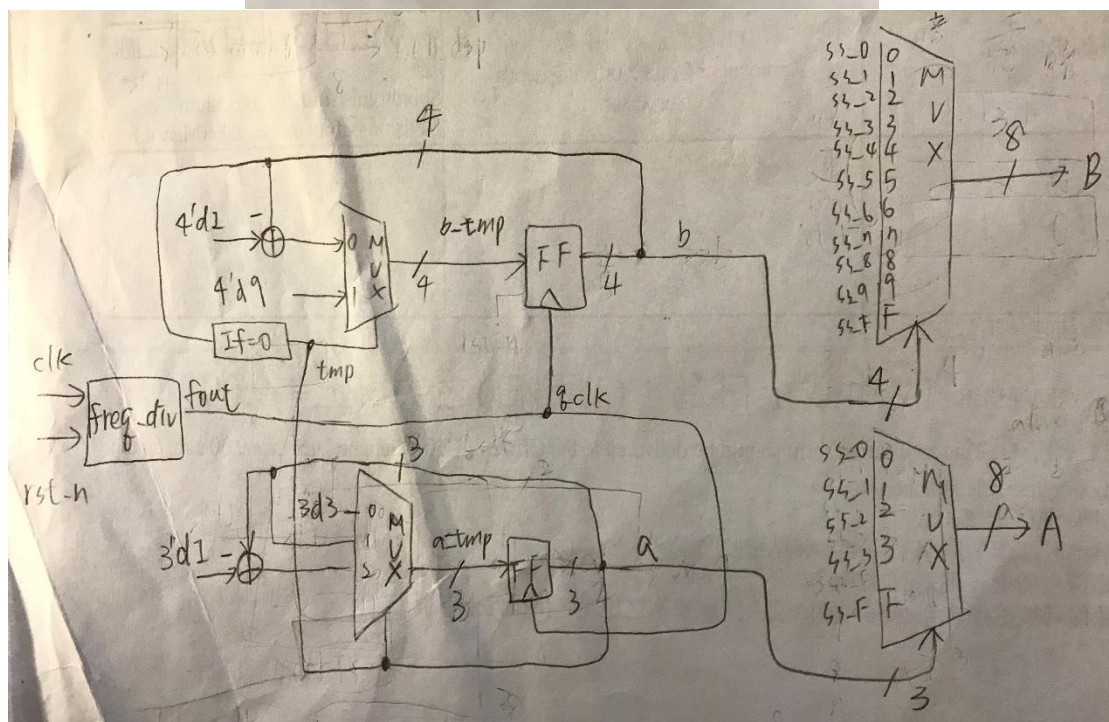 4
4'd1
-
0 M
U
1 X
4'd9
b_tmp
4
FF
4
b
If=0
tmp
clk
freq_div
fout
rst_n
qclk
3
3'd3
0 M
1 U
2 X
3'd1
-
a_tmp
3
FF
3
a
ss_0 0
ss_1 1
ss_2 2
ss_3 3
ss_4 4
ss_5 5
ss_6 6
ss_n n
ss_8 8
ss_9 9
ss_F F
M
U
X
8
B
4
ss_0 0
ss_1 1
ss_2 2
ss_3 3
ss_F F
M
U
X
8
A
3